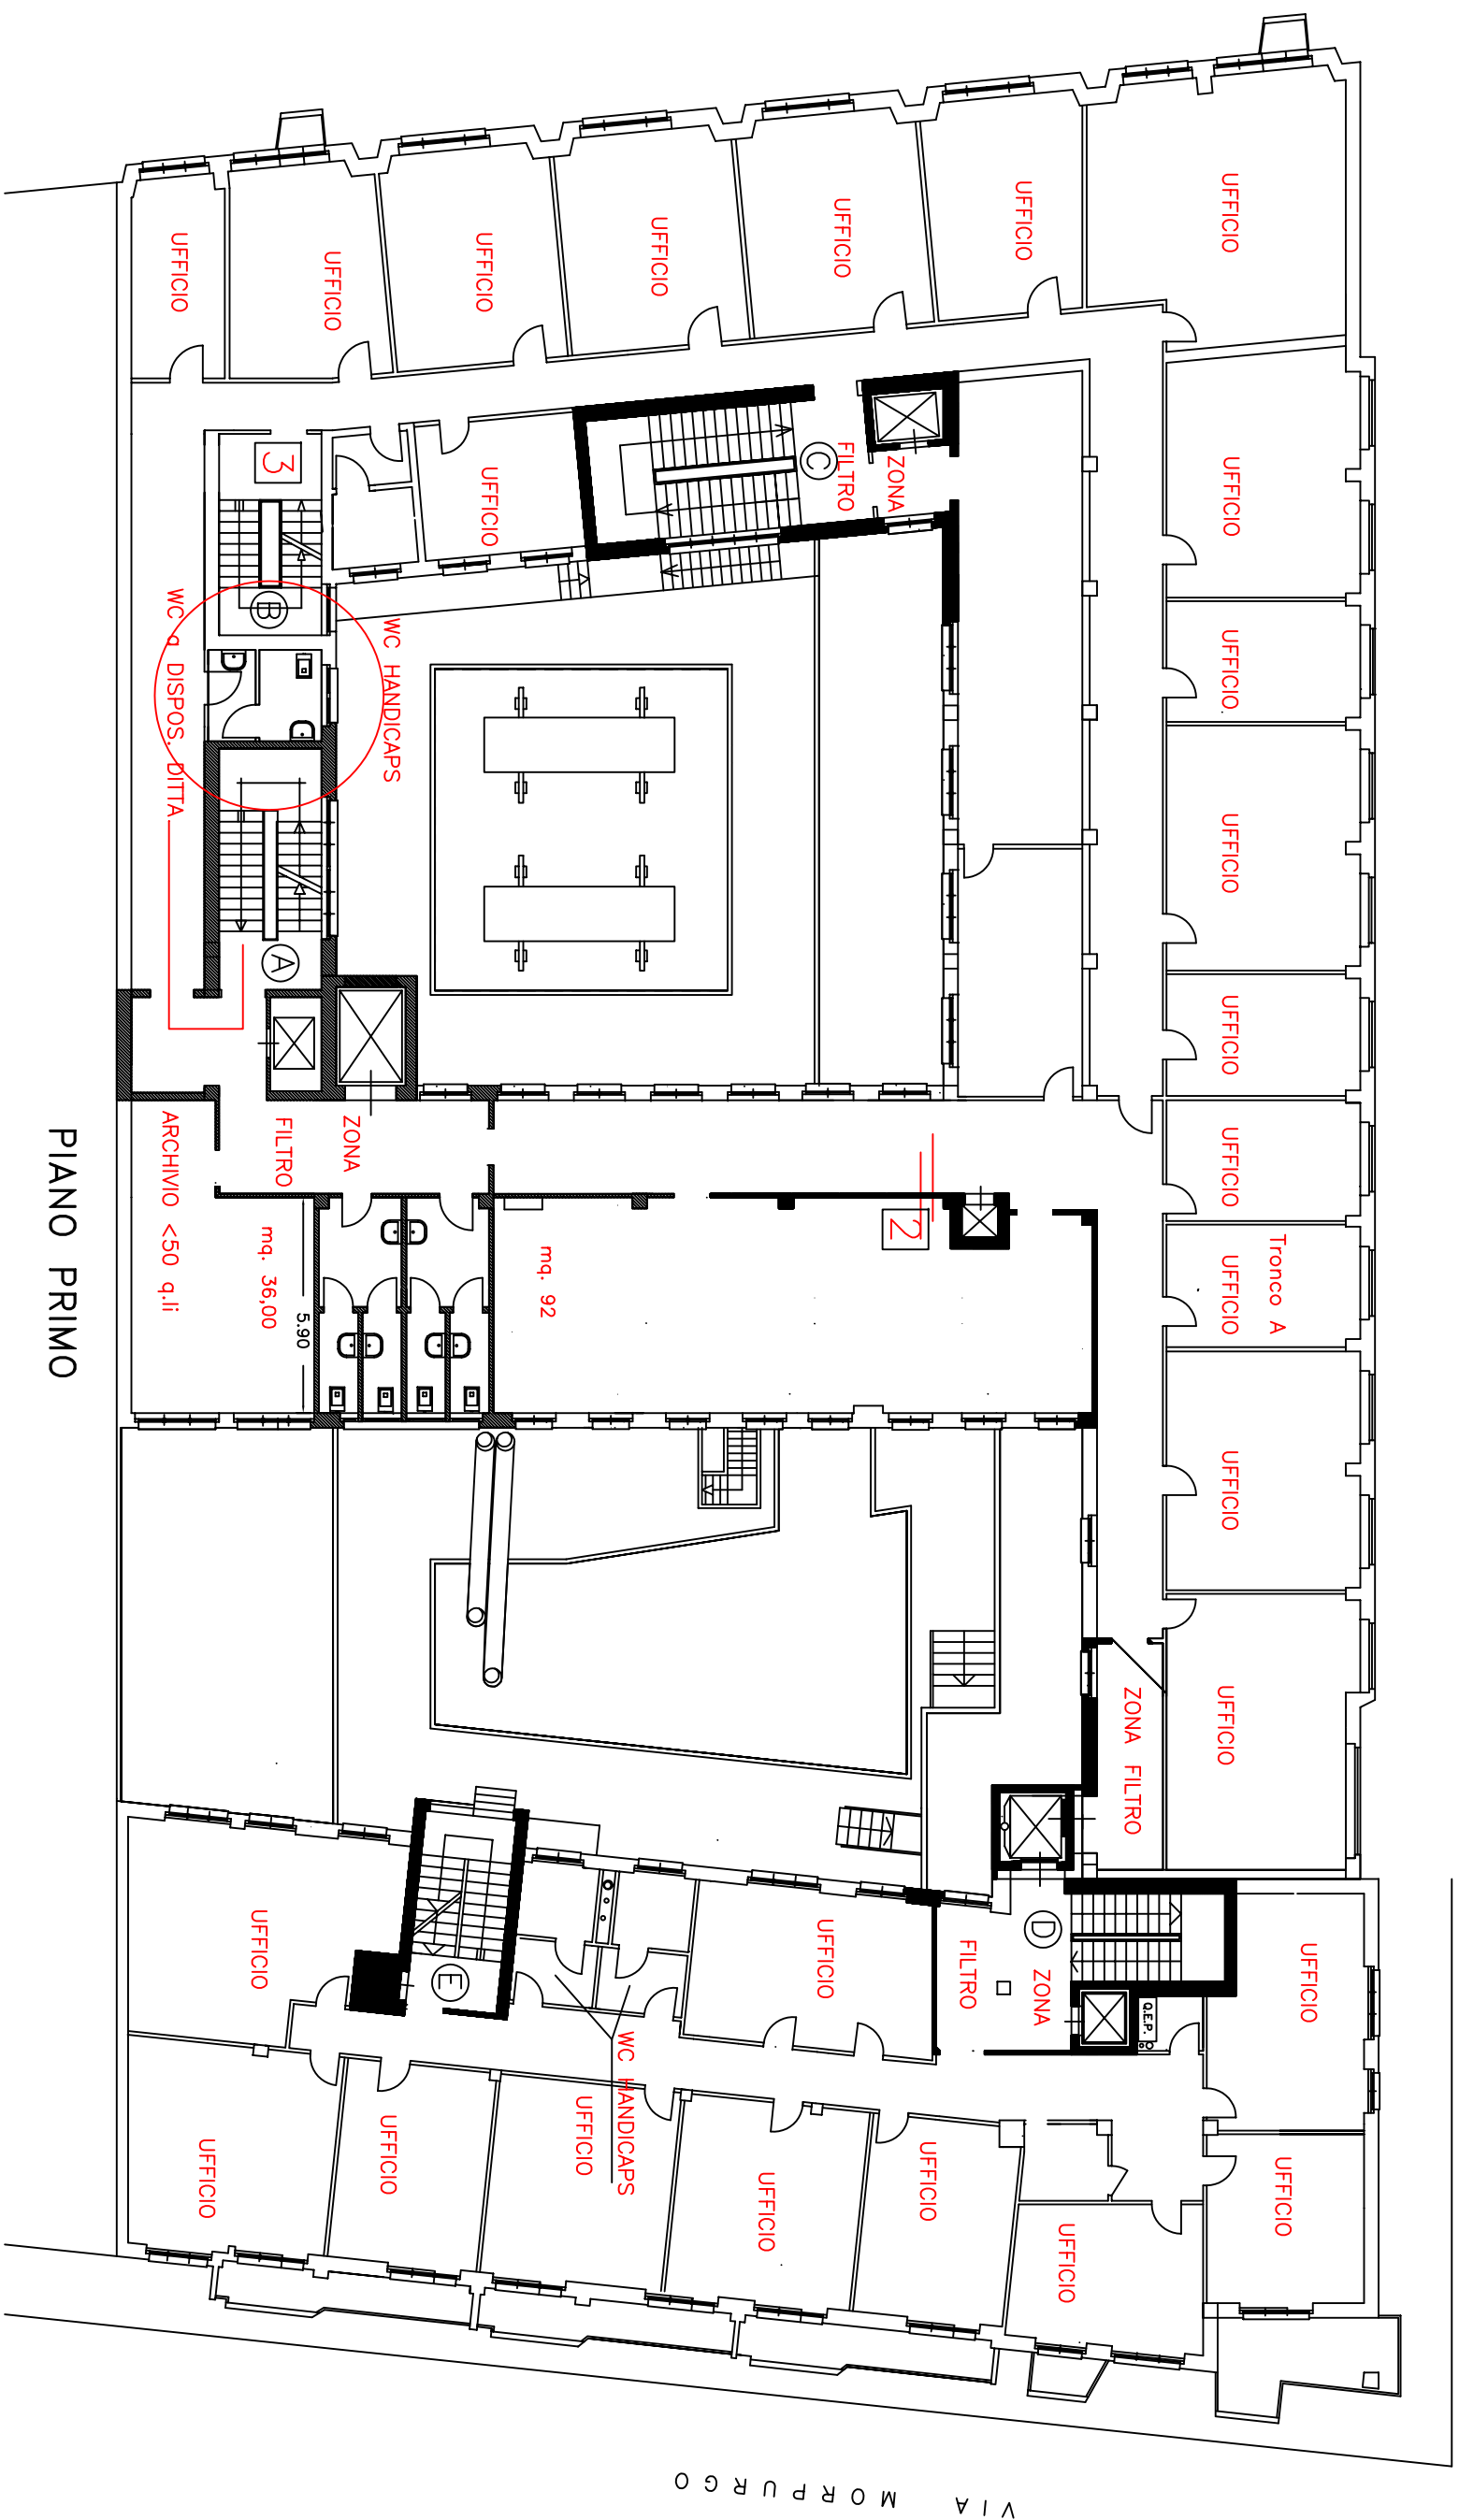 UFFICIO
UFFICIO
Tronco A
UFFICIO
UFFICIO
UFFICIO
UFFICIO
UFFICIO
UFFICIO
UFFICIO
UFFICIO
UFFICIO
Q.E.P.
ZONA FILTRO
UFFICIO
D
ZONA
FILTRO
UFFICIO
UFFICIO
2
ZONA
FILTRO
C
UFFICIO
UFFICIO
UFFICIO
UFFICIO
WC HANDICAPS
UFFICIO
mq. 92
UFFICIO
UFFICIO
E
WC HANDICAPS
UFFICIO
UFFICIO
ZONA
FILTRO
5.90
3
B
A
mq. 36,00
UFFICIO
UFFICIO
UFFICIO
WC a DISPOS. DITTA
ARCHIVIO <50 q.li
PIANO PRIMO
VIA MORPURGO